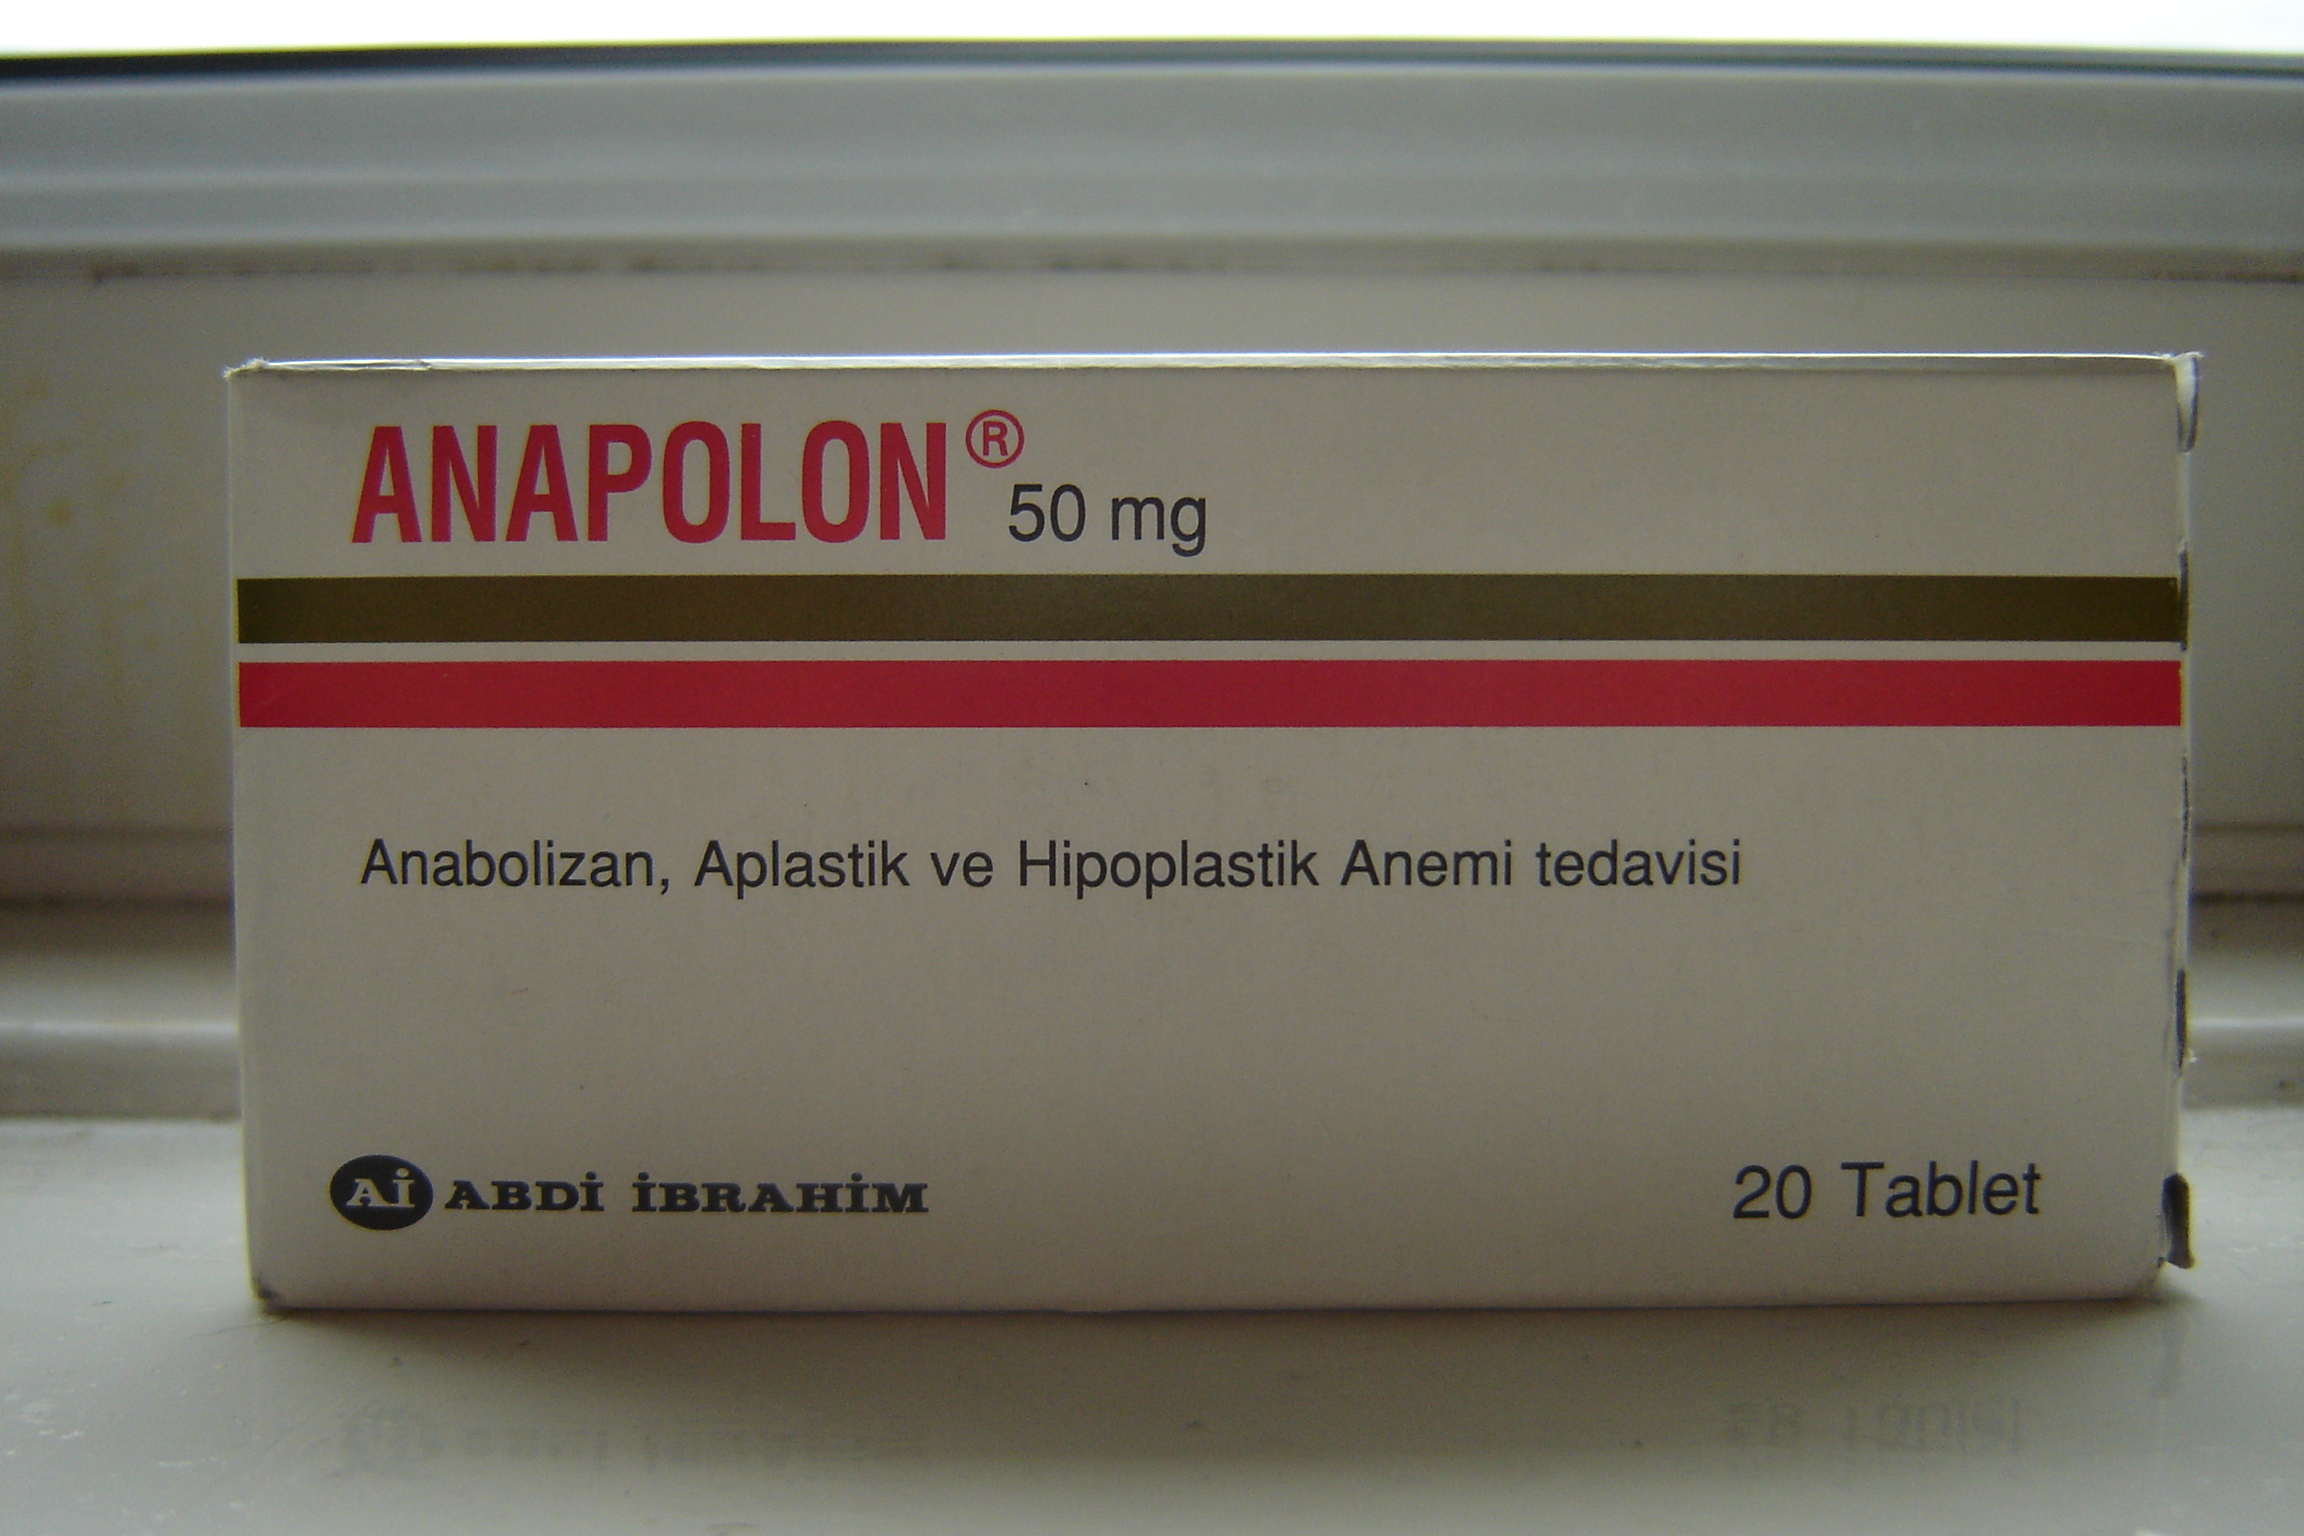 ANAPOLON® 50 mg
Anabolizan, Aplastik ve Hipoplastik Anemi tedavisi
Aİ ABDİ İBRAHİM
20 Tablet